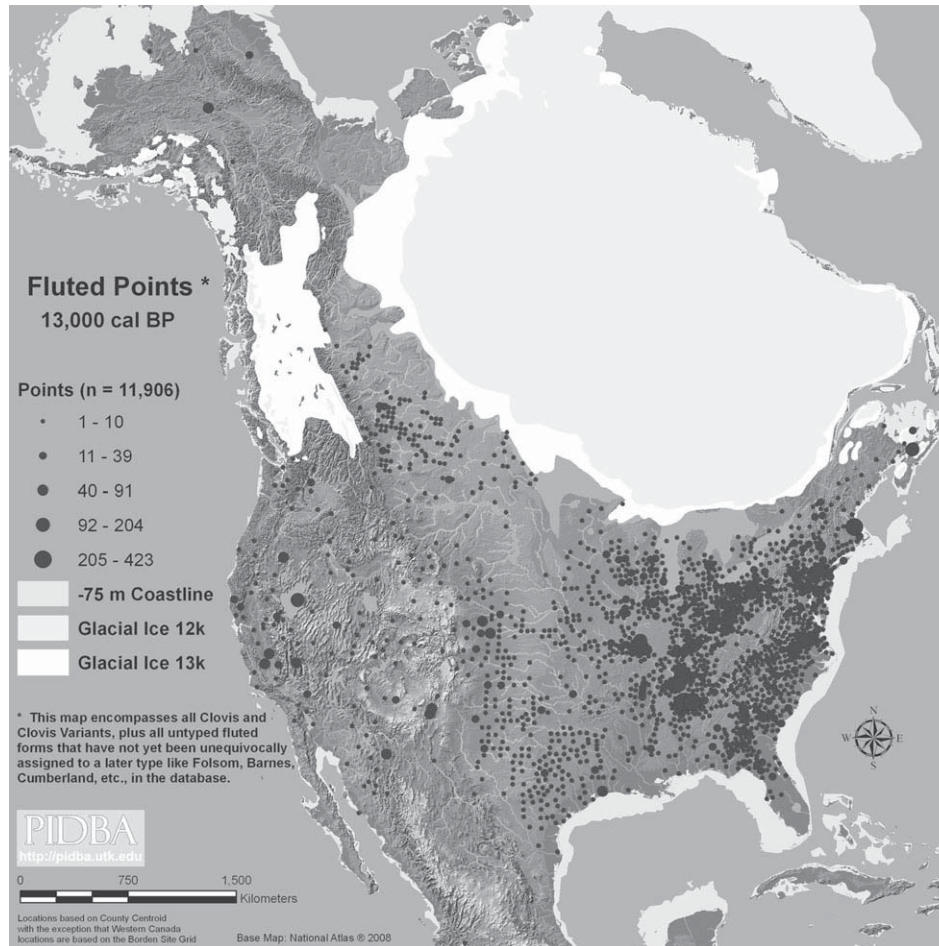 Fluted Points *
13,000 cal BP
Points (n = 11,906)
1 - 10
11 - 39
40 - 91
92 - 204
205 - 423
-75 m Coastline
Glacial Ice 12k
Glacial Ice 13k
* This map encompasses all Clovis and
Clovis Variants, plus all untyped fluted
forms that have not yet been unequivocally
assigned to a later type like Folsom, Barnes,
Cumberland, etc., in the database.
N
W E
S
PIDBA
http://pidba.utk.edu
0 750 1,500
Kilometers
Locations based on County Centroid
with the exception that Western Canada
locations are based on the Borden Site Grid
Base Map: National Atlas ® 2008